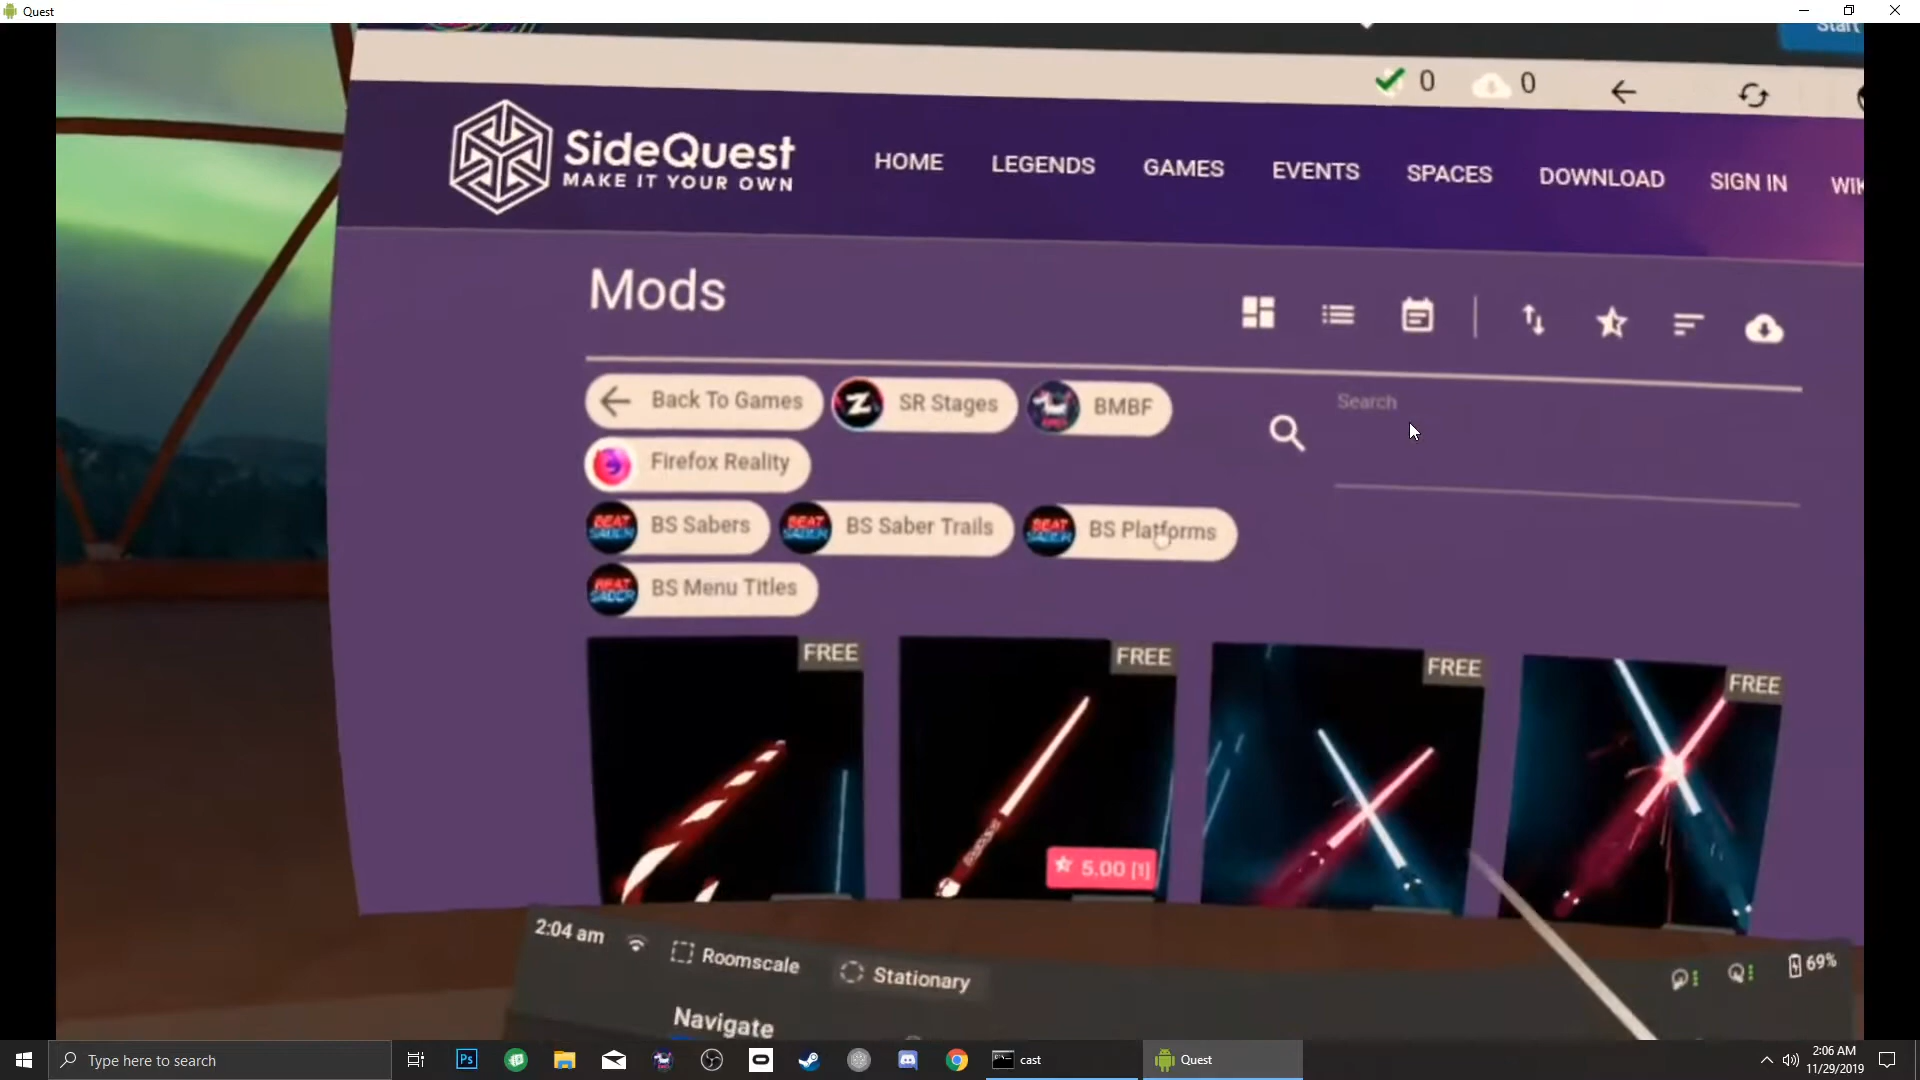 Quest
Start
0 0
SideQuest
MAKE IT YOUR OWN
HOME LEGENDS GAMES EVENTS SPACES DOWNLOAD SIGN IN WIK
Mods
Back To Games SR Stages BMBF
Search
Firefox Reality
BS Sabers BS Saber Trails BS Platforms
BS Menu Titles
FREE FREE FREE FREE
5.00 [1]
2:04 am Roomscale Stationary 69%
Navigate
Type here to search
cast
Quest
2:06 AM
11/29/2019